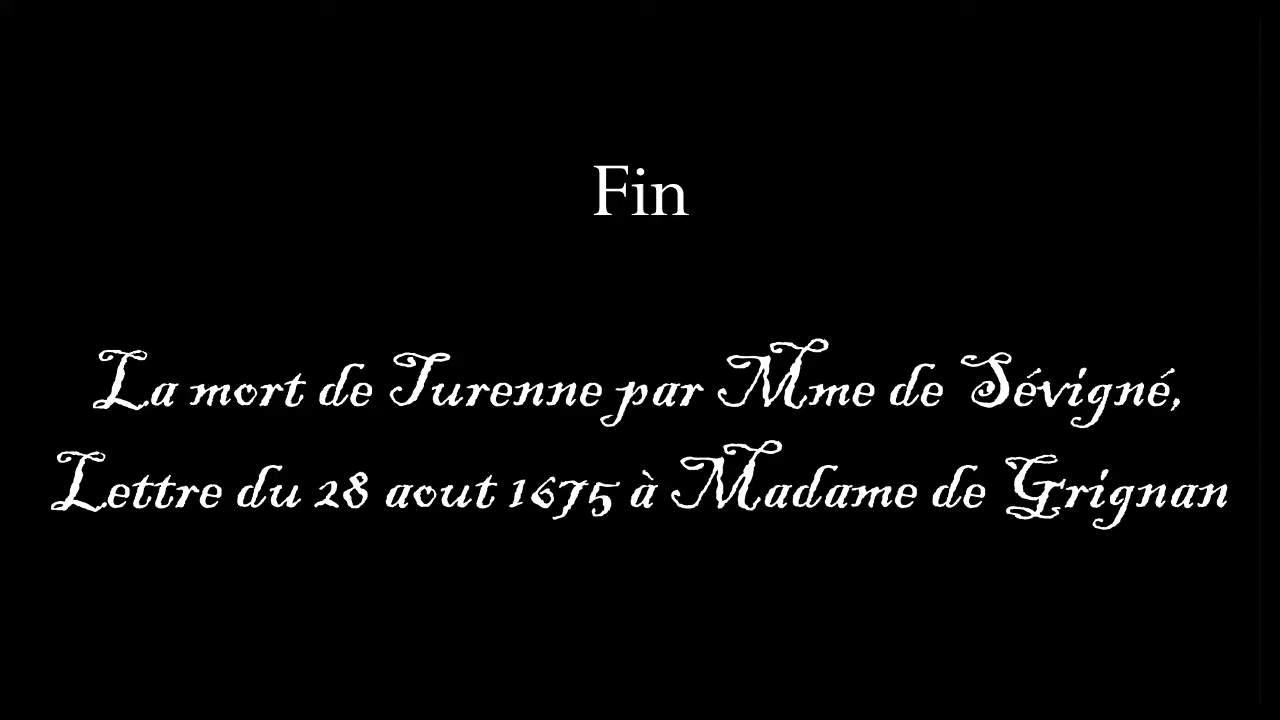 Fin
La mort de Turenne par Mme de Sévigné,
Lettre du 28 aout 1675 à Madame de Grignan